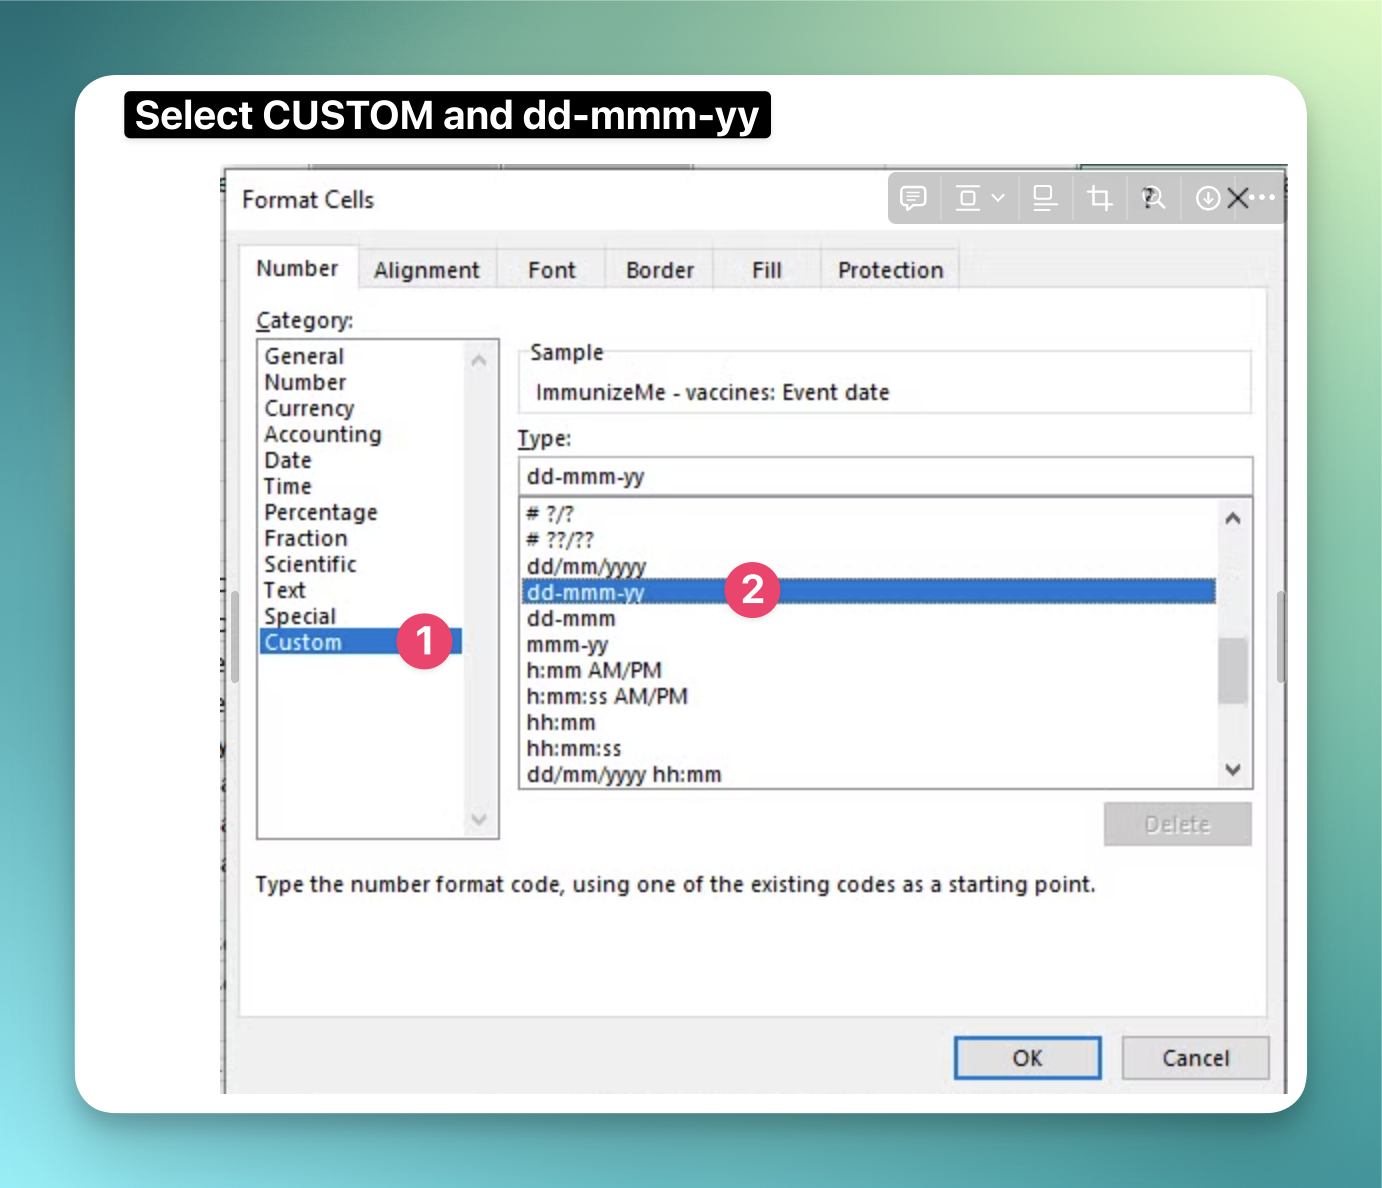 Select CUSTOM and dd-mmm-yy
Format Cells
?
Number Alignment Font Border Fill Protection
Category:
General
Number
Currency
Accounting
Date
Time
Percentage
Fraction
Scientific
Text
Special
Custom
1
Sample
ImmunizeMe - vaccines: Event date
Type:
dd-mmm-yy
# ?/?
# ??/??
dd/mm/yyyy
dd-mmm-yy
2
dd-mmm
mmm-yy
h:mm AM/PM
h:mm:ss AM/PM
hh:mm
hh:mm:ss
dd/mm/yyyy hh:mm
Delete
Type the number format code, using one of the existing codes as a starting point.
OK Cancel